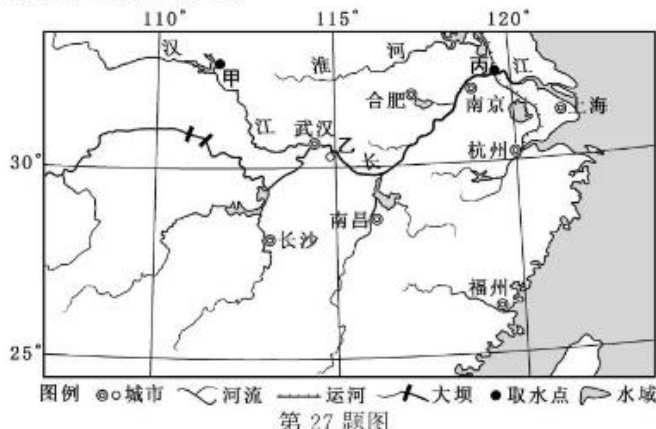 110° 115° 120°
汉 淮 河
甲 丙 江
合肥 南京 上海
江 武汉
乙 长 杭州
30°
南昌
长沙
福州
25°
图例 城市 河流 运河 大坝 取水点 水域
第27题图